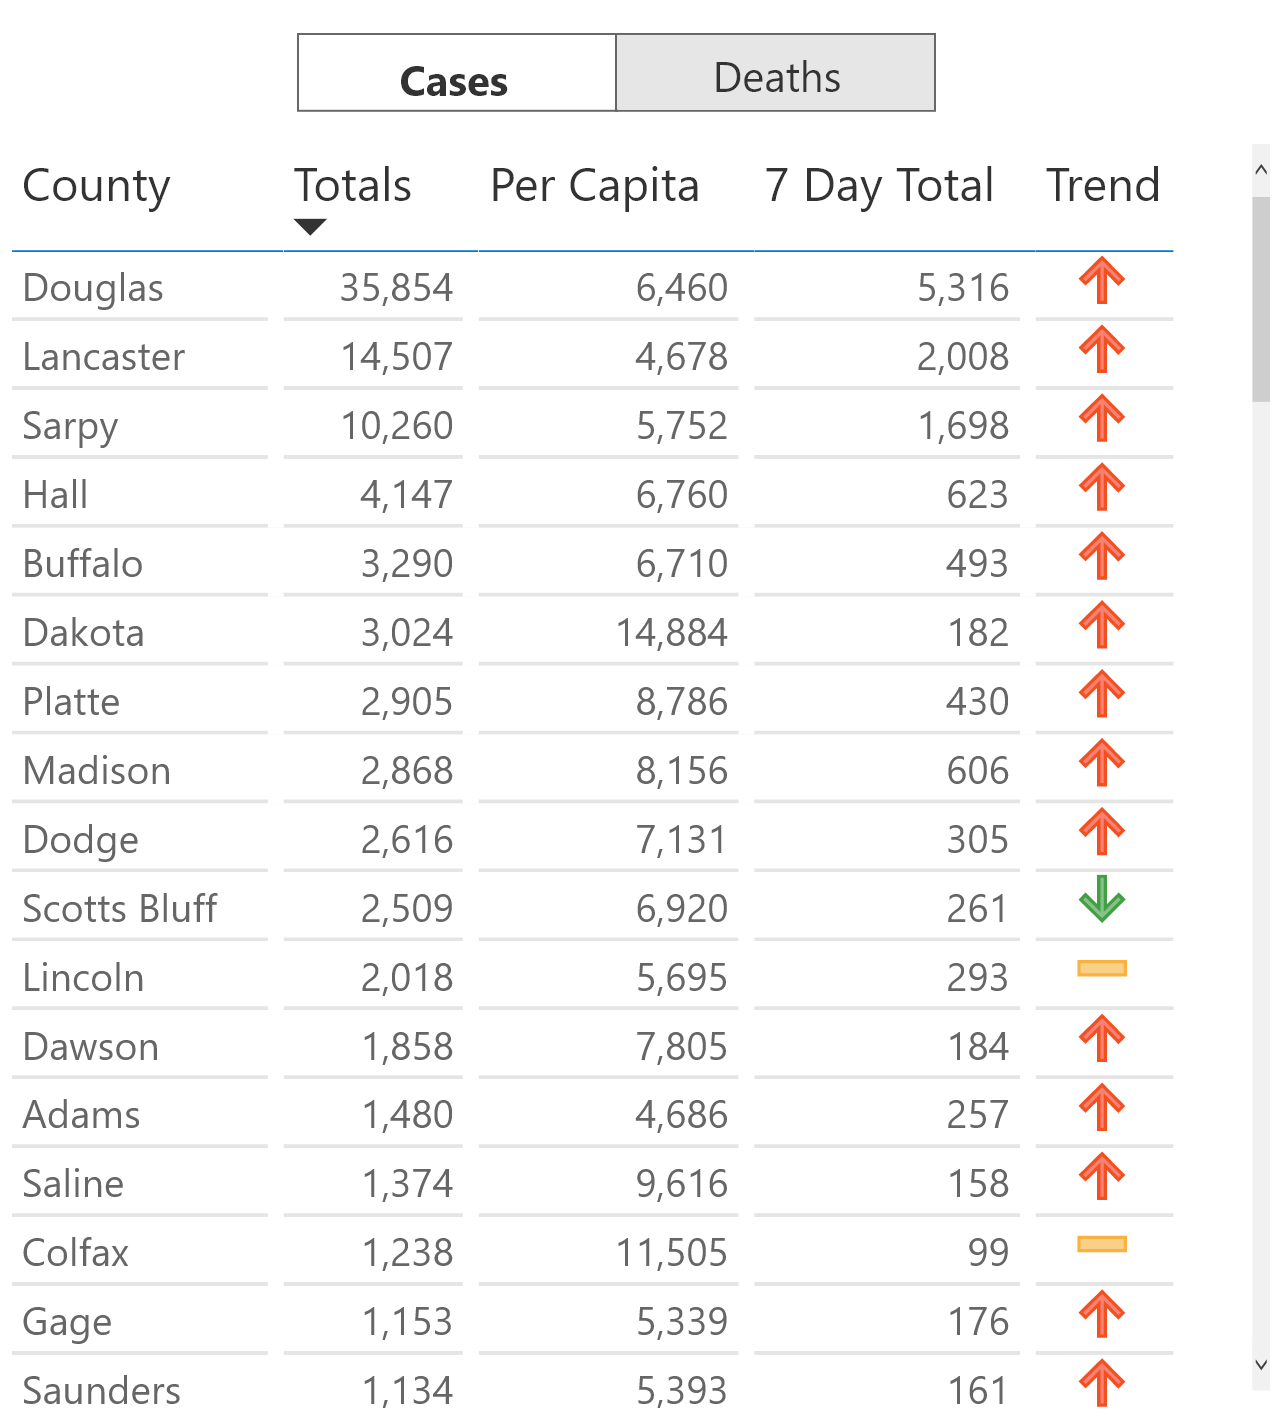 Cases Deaths
County Totals Per Capita 7 Day Total Trend
Douglas 35,854 6,460 5,316
Lancaster 14,507 4,678 2,008
Sarpy 10,260 5,752 1,698
Hall 4,147 6,760 623
Buffalo 3,290 6,710 493
Dakota 3,024 14,884 182
Platte 2,905 8,786 430
Madison 2,868 8,156 606
Dodge 2,616 7,131 305
Scotts Bluff 2,509 6,920 261
Lincoln 2,018 5,695 293
Dawson 1,858 7,805 184
Adams 1,480 4,686 257
Saline 1,374 9,616 158
Colfax 1,238 11,505 99
Gage 1,153 5,339 176
Saunders 1,134 5,393 161